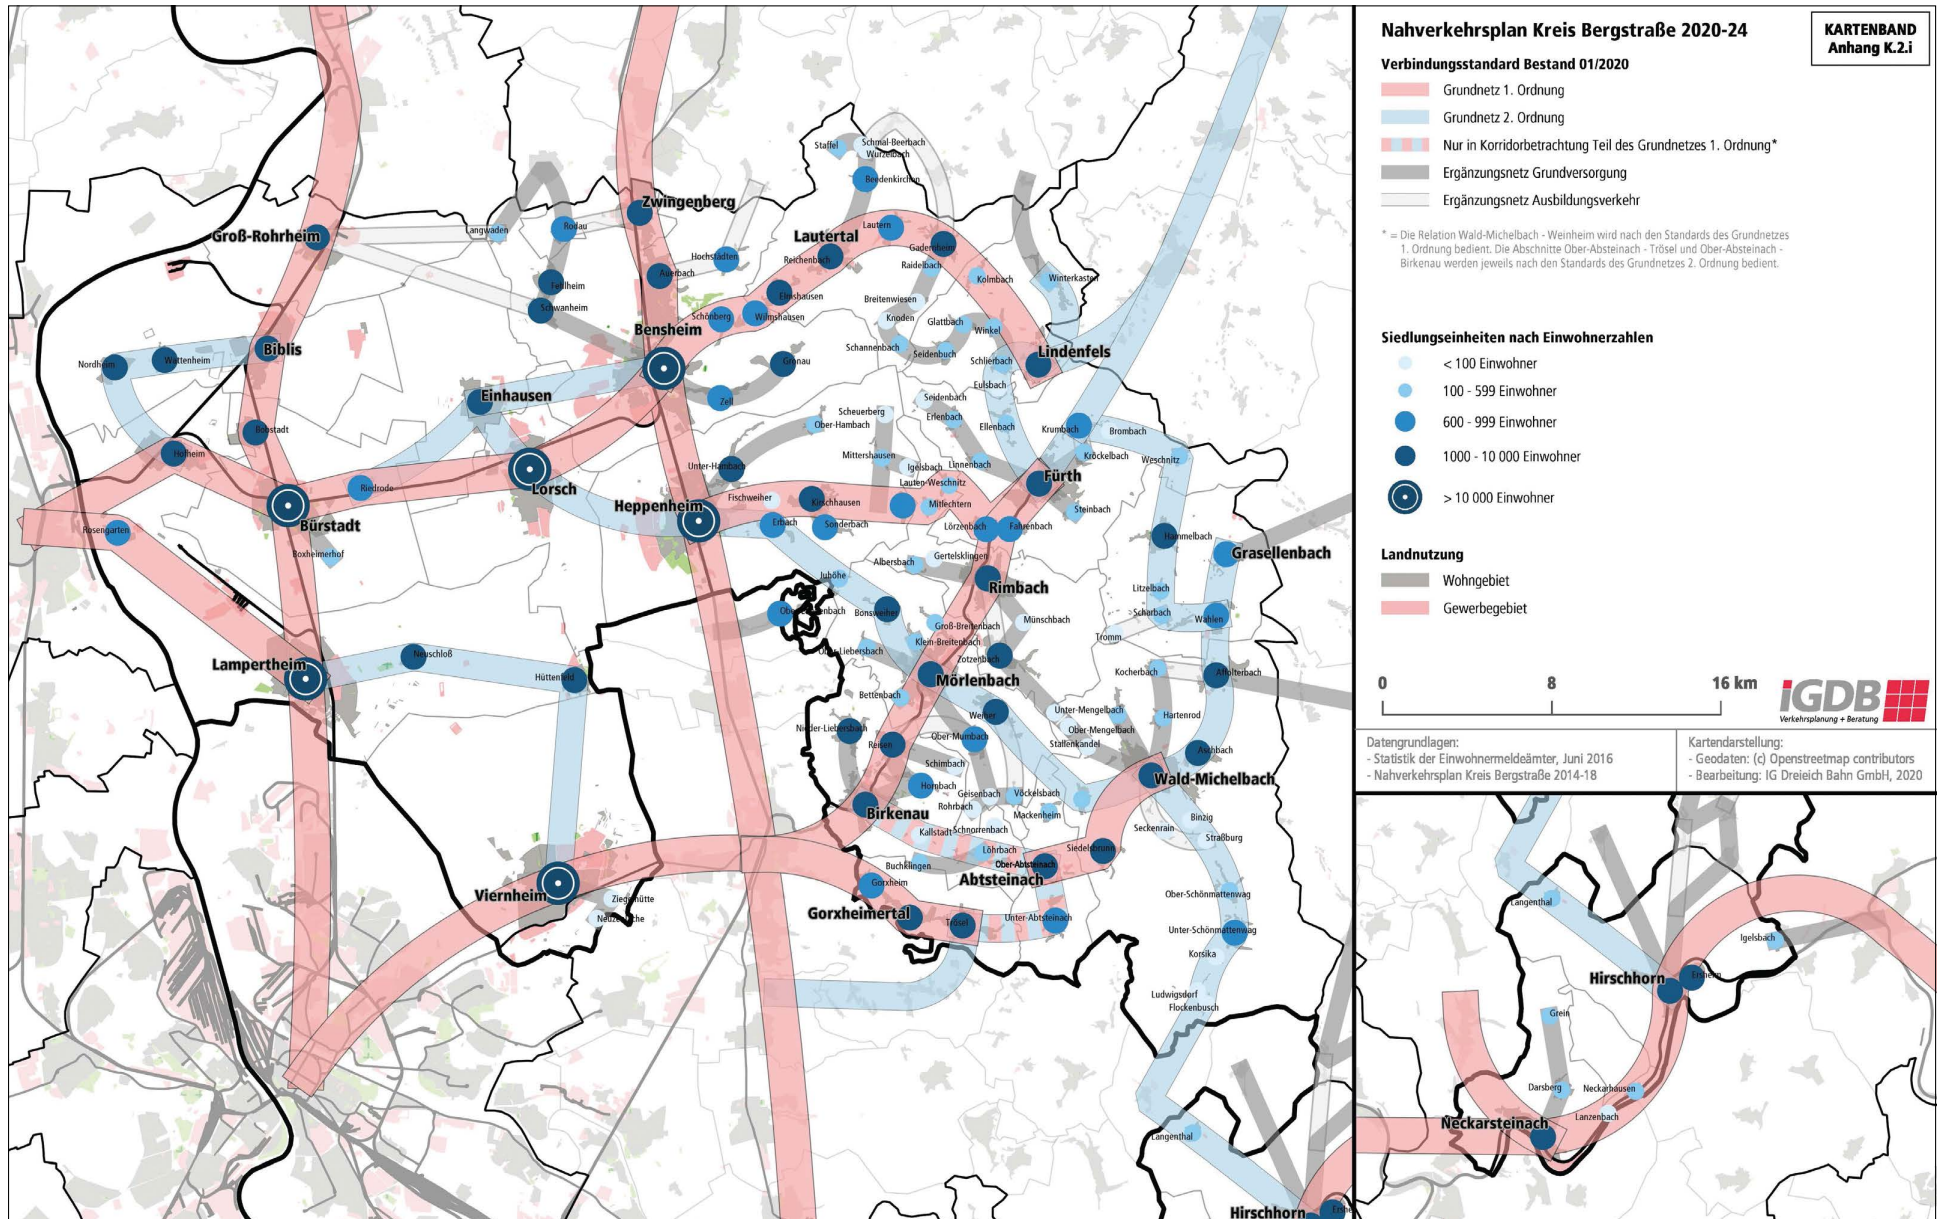 Nahverkehrsplan Kreis Bergstraße 2020-24
KARTENBAND
Anhang K.2.i
Verbindungsstandard Bestand 01/2020
Grundnetz 1. Ordnung
Grundnetz 2. Ordnung
Nur in Korridorbetrachtung Teil des Grundnetzes 1. Ordnung*
Ergänzungsnetz Grundversorgung
Ergänzungsnetz Ausbildungsverkehr
* = Die Relation Wald-Michelbach - Weinheim wird nach den Standards des Grundnetzes
1. Ordnung bedient. Die Abschnitte Ober-Absteinach - Trösel und Ober-Absteinach -
Birkenau werden jeweils nach den Standards des Grundnetzes 2. Ordnung bedient.
Siedlungseinheiten nach Einwohnerzahlen
< 100 Einwohner
100 - 599 Einwohner
600 - 999 Einwohner
1000 - 10 000 Einwohner
> 10 000 Einwohner
Landnutzung
Wohngebiet
Gewerbegebiet
0 8 16 km
iGDB
Verkehrsplanung + Beratung
Datengrundlagen:
- Statistik der Einwohnermeldeämter, Juni 2016
- Nahverkehrsplan Kreis Bergstraße 2014-18
Kartendarstellung:
- Geodaten: (c) Openstreetmap contributors
- Bearbeitung: IG Dreieich Bahn GmbH, 2020
Staffel
Schmal-Beerbach
Wurzelbach
Beedenkirchen
Zwingenberg
Langwaden
Rodau
Groß-Rohrheim
Lautertal
Lautern
Gadernheim
Reichenbach
Raidelbach
Hochstädten
Auerbach
Kolmbach
Winterkasten
Fehlheim
Schwanheim
Elmshausen
Breitenwiesen
Knoden
Schönberg
Wilmshausen
Glattbach
Winkel
Bensheim
Schannenbach
Seidenbuch
Schlierbach
Lindenfels
Biblis
Nordheim
Wattenheim
Gronau
Eulsbach
Einhausen
Zell
Seidenbach
Scheuerberg
Erlenbach
Ober-Hambach
Ellenbach
Krumbach
Brombach
Bobstadt
Hofheim
Mittershausen
Igelsbach
Linnenbach
Kröckelbach
Weschnitz
Unter-Hambach
Fürth
Riedrode
Lorsch
Lauten-Weschnitz
Fischweiher
Kirschhausen
Mitlechtern
Heppenheim
Steinbach
Bürstadt
Rosengarten
Erbach
Sonderbach
Lörzenbach
Fahrenbach
Hammelbach
Grasellenbach
Boxheimerhof
Albersbach
Gertelsklingen
Juhöhe
Rimbach
Litzelbach
Bonsweiher
Scharbach
Wahlen
Groß-Breitenbach
Münschbach
Klein-Breitenbach
Tromm
Ober-Liebersbach
Zotzenbach
Neuschloß
Lampertheim
Hüttenfeld
Mörlenbach
Kocherbach
Affolterbach
Bettenbach
Weiher
Unter-Mengelbach
Hartenrod
Nieder-Liebersbach
Ober-Mengelbach
Reisen
Ober-Mumbach
Stallenkandel
Aschbach
Schimbach
Wald-Michelbach
Hornbach
Geisenbach
Vöckelsbach
Rohrbach
Birkenau
Mackenheim
Binzig
Kallstadt
Schnorrenbach
Seckenrain
Straßburg
Löhrbach
Siedelsbrunn
Buchklingen
Ober-Abtsteinach
Abtsteinach
Gorxheim
Viernheim
Ziegelhütte
Ober-Schönmattenwag
Gorxheimertal
Trösel
Unter-Abtsteinach
Unter-Schönmattenwag
Korsika
Ludwigsdorf
Flockenbusch
Langenthal
Hirschhorn
Langenthal
Igelsbach
Hirschhorn
Ersheim
Grein
Darsberg
Neckarhausen
Lanzenbach
Neckarsteinach